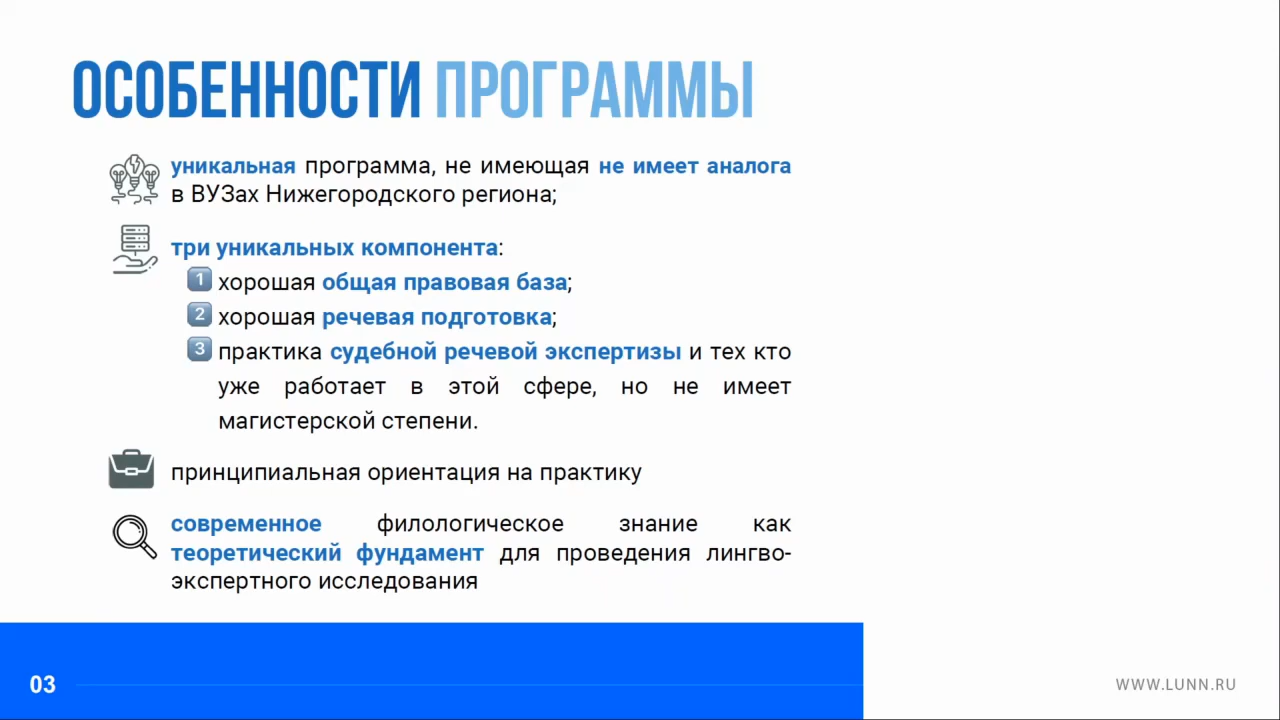 ОСОБЕННОСТИ ПРОГРАММЫ
уникальная программа, не имеющая не имеет аналога
в ВУЗах Нижегородского региона;
три уникальных компонента:
1 хорошая общая правовая база;
2 хорошая речевая подготовка;
3 практика судебной речевой экспертизы и тех кто
уже работает в этой сфере, но не имеет
магистерской степени.
принципиальная ориентация на практику
современное филологическое знание как
теоретический фундамент для проведения лингво-
экспертного исследования
03
WWW.LUNN.RU